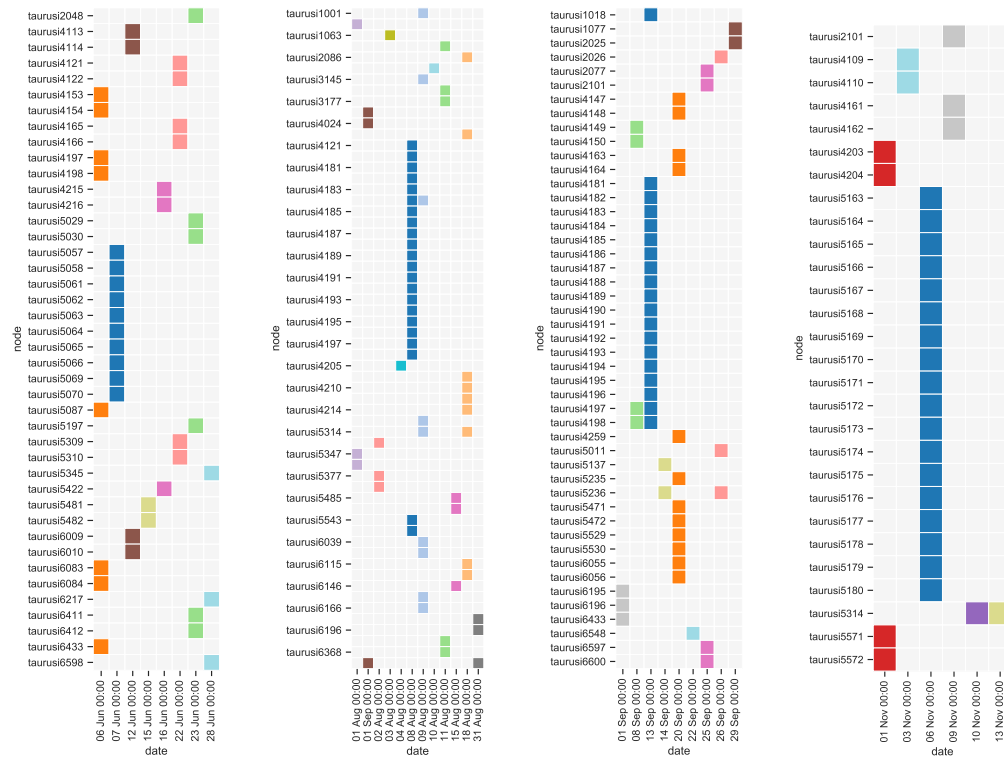 taurusi2048
taurusi4113
taurusi4114
taurusi4121
taurusi4122
taurusi4153
taurusi4154
taurusi4165
taurusi4166
taurusi4197
taurusi4198
taurusi4215
taurusi4216
taurusi5029
taurusi5030
taurusi5057
taurusi5058
taurusi5061
taurusi5062
taurusi5063
taurusi5064
taurusi5065
taurusi5066
taurusi5069
taurusi5070
taurusi5087
taurusi5197
taurusi5309
taurusi5310
taurusi5345
taurusi5422
taurusi5481
taurusi5482
taurusi6009
taurusi6010
taurusi6083
taurusi6084
taurusi6217
taurusi6411
taurusi6412
taurusi6433
taurusi6598
node
06 Jun 00:00
07 Jun 00:00
12 Jun 00:00
15 Jun 00:00
16 Jun 00:00
22 Jun 00:00
23 Jun 00:00
28 Jun 00:00
date
taurusi1001
taurusi1063
taurusi2086
taurusi3145
taurusi3177
taurusi4024
taurusi4121
taurusi4181
taurusi4183
taurusi4185
taurusi4187
taurusi4189
taurusi4191
taurusi4193
taurusi4195
taurusi4197
taurusi4205
taurusi4210
taurusi4214
taurusi5314
taurusi5347
taurusi5377
taurusi5485
taurusi5543
taurusi6039
taurusi6115
taurusi6146
taurusi6166
taurusi6196
taurusi6368
node
01 Aug 00:00
01 Sep 00:00
02 Aug 00:00
03 Aug 00:00
04 Aug 00:00
08 Aug 00:00
09 Aug 00:00
10 Aug 00:00
11 Aug 00:00
15 Aug 00:00
18 Aug 00:00
31 Aug 00:00
date
taurusi1018
taurusi1077
taurusi2025
taurusi2026
taurusi2077
taurusi2101
taurusi4147
taurusi4148
taurusi4149
taurusi4150
taurusi4163
taurusi4164
taurusi4181
taurusi4182
taurusi4183
taurusi4184
taurusi4185
taurusi4186
taurusi4187
taurusi4188
taurusi4189
taurusi4190
taurusi4191
taurusi4192
taurusi4193
taurusi4194
taurusi4195
taurusi4196
taurusi4197
taurusi4198
taurusi4259
taurusi5011
taurusi5137
taurusi5235
taurusi5236
taurusi5471
taurusi5472
taurusi5529
taurusi5530
taurusi6055
taurusi6056
taurusi6195
taurusi6196
taurusi6433
taurusi6548
taurusi6597
taurusi6600
node
01 Sep 00:00
08 Sep 00:00
13 Sep 00:00
14 Sep 00:00
20 Sep 00:00
22 Sep 00:00
25 Sep 00:00
26 Sep 00:00
29 Sep 00:00
date
taurusi2101
taurusi4109
taurusi4110
taurusi4161
taurusi4162
taurusi4203
taurusi4204
taurusi5163
taurusi5164
taurusi5165
taurusi5166
taurusi5167
taurusi5168
taurusi5169
taurusi5170
taurusi5171
taurusi5172
taurusi5173
taurusi5174
taurusi5175
taurusi5176
taurusi5177
taurusi5178
taurusi5179
taurusi5180
taurusi5314
taurusi5571
taurusi5572
node
01 Nov 00:00
03 Nov 00:00
06 Nov 00:00
09 Nov 00:00
10 Nov 00:00
13 Nov 00:00
date